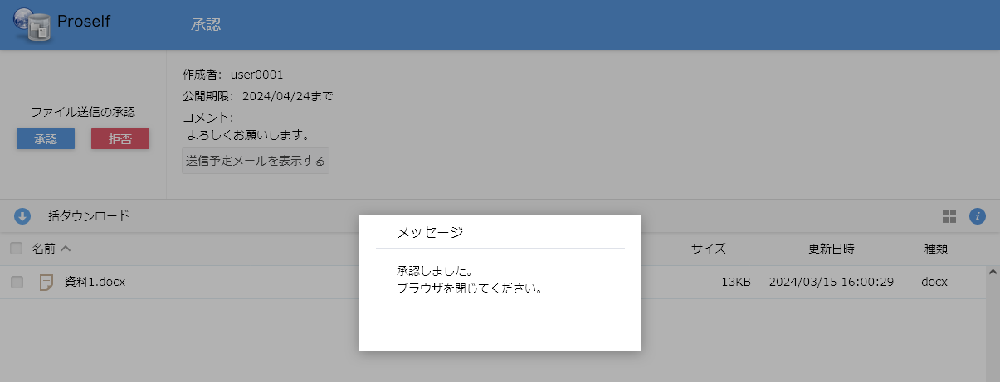 Proself
承認
ファイル送信の承認
承認
拒否
作成者: user0001
公開期限: 2024/04/24まで
コメント:
よろしくお願いします。
送信予定メールを表示する
一括ダウンロード
名前
サイズ
更新日時
種類
資料1.docx
13KB
2024/03/15 16:00:29
docx
メッセージ
承認しました。
ブラウザを閉じてください。